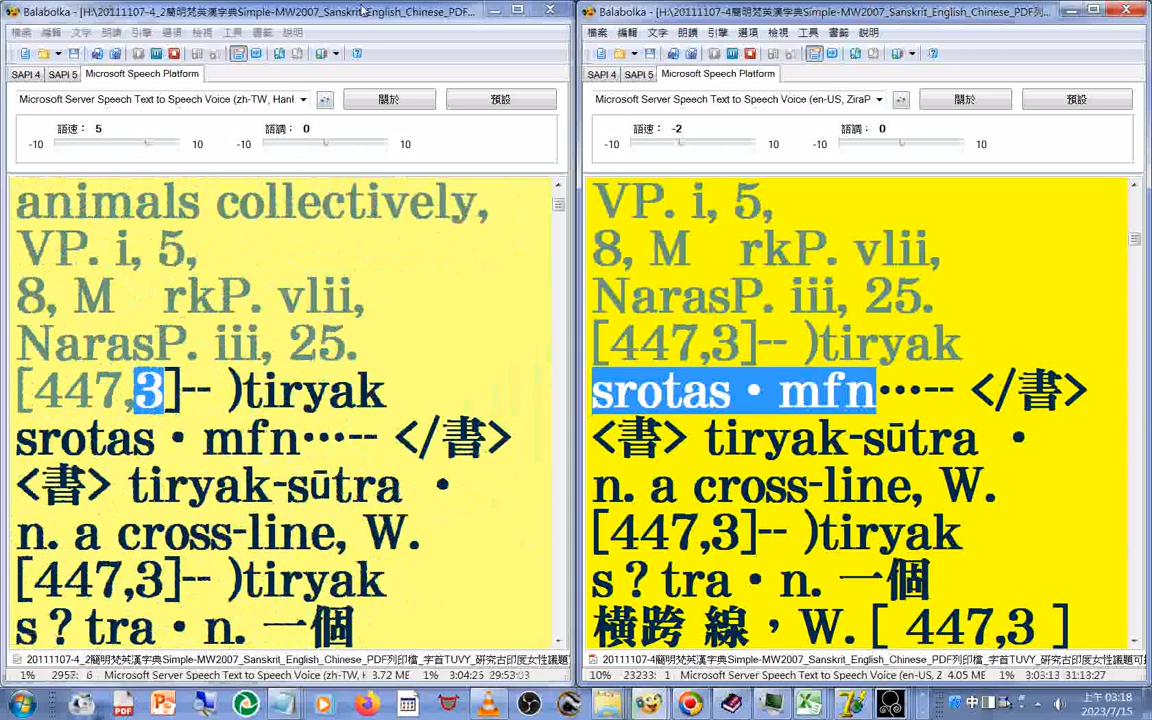 Balabolka - [H:\20111107-4_2簡明梵英漢字典Simple-MW2007_Sanskrit_English_Chinese_PDF...
檔案 編輯 文字 朗讀 引擎 選項 檢視 工具 書籤 說明
SAPI 4 SAPI 5 Microsoft Speech Platform
Microsoft Server Speech Text to Speech Voice (zh-TW, Hanl
關於 預設
語速： 5 語調： 0
-10 10 -10 10
animals collectively,
VP. i, 5,
8, M rkP. vlii,
NarasP. iii, 25.
[447,3]-- )tiryak
srotas・mfn…-- </書>
<書> tiryak-sūtra ・
n. a cross-line, W.
[447,3]-- )tiryak
s？tra・n. 一個
20111107-4_2簡明梵英漢字典Simple-MW2007_Sanskrit_English_Chinese_PDF列印檔_字首TUVY_研究古印度女性議題
1% 2957: 6 Microsoft Server Speech Text to Speech Voice (zh-TW, H 3.72 MB 1% 3:04:25 29:53:03
Balabolka - [H:\20111107-4簡明梵英漢字典Simple-MW2007_Sanskrit_English_Chinese_PDF列...
檔案 編輯 文字 朗讀 引擎 選項 檢視 工具 書籤 說明
SAPI 4 SAPI 5 Microsoft Speech Platform
Microsoft Server Speech Text to Speech Voice (en-US, ZiraP
關於 預設
語速： -2 語調： 0
-10 10 -10 10
VP. i, 5,
8, M rkP. vlii,
NarasP. iii, 25.
[447,3]-- )tiryak
srotas・mfn…-- </書>
<書> tiryak-sūtra ・
n. a cross-line, W.
[447,3]-- )tiryak
s？tra・n. 一個
橫跨 線，W. [ 447,3 ]
20111107-4簡明梵英漢字典Simple-MW2007_Sanskrit_English_Chinese_PDF列印檔_字首TUVY_研究古印度女性議題可
10% 23233: 1 Microsoft Server Speech Text to Speech Voice (en-US, Z 4.05 MB 1% 3:03:13 31:13:27
中
上午 03:18
2023/7/15